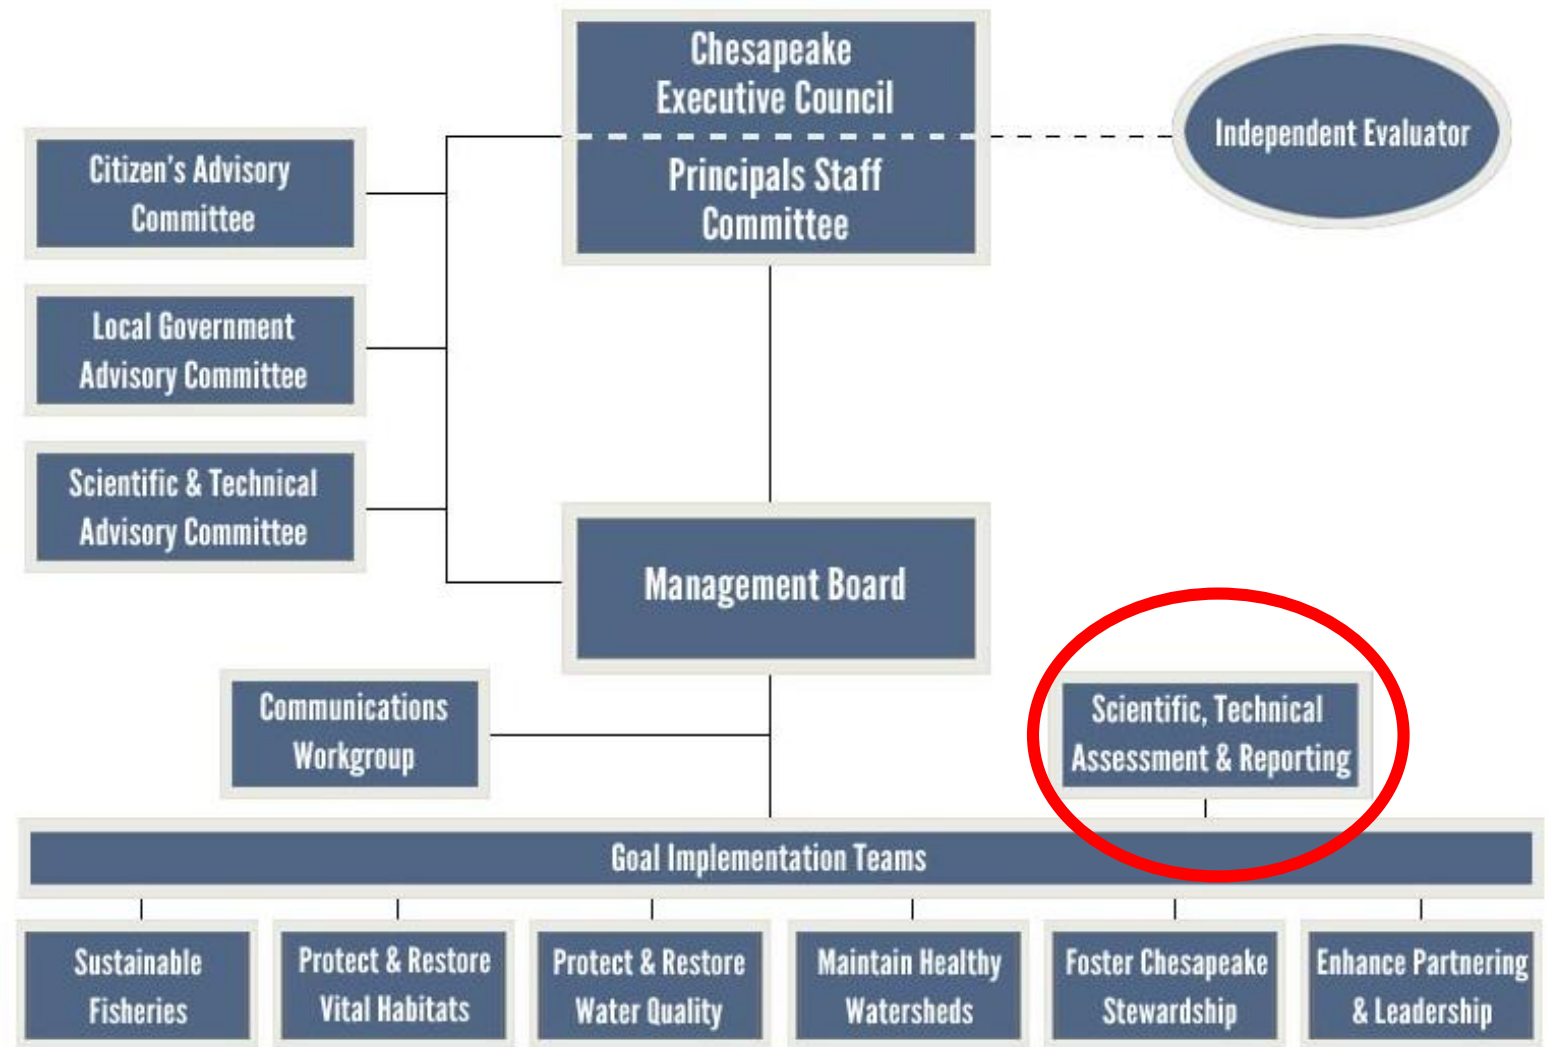 Chesapeake
Executive Council
Principals Staff
Committee
Independent Evaluator
Citizen's Advisory
Committee
Local Government
Advisory Committee
Scientific & Technical
Advisory Committee
Management Board
Communications
Workgroup
Scientific, Technical
Assessment & Reporting
Goal Implementation Teams
Sustainable
Fisheries
Protect & Restore
Vital Habitats
Protect & Restore
Water Quality
Maintain Healthy
Watersheds
Foster Chesapeake
Stewardship
Enhance Partnering
& Leadership